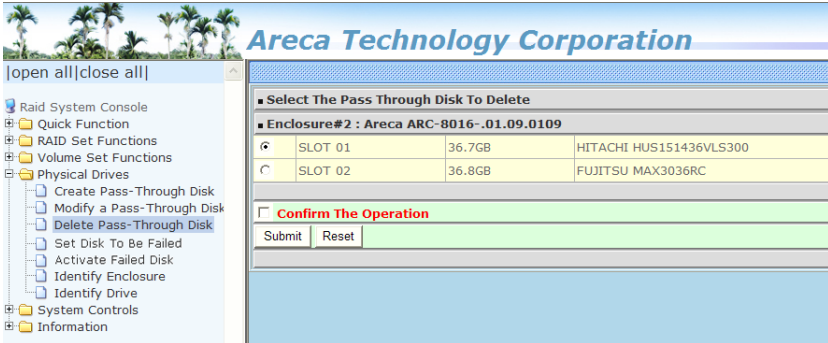 Areca Technology Corporation
|open all|close all|
Raid System Console
Quick Function
RAID Set Functions
Volume Set Functions
Physical Drives
Create Pass-Through Disk
Modify a Pass-Through Disk
Delete Pass-Through Disk
Set Disk To Be Failed
Activate Failed Disk
Identify Enclosure
Identify Drive
System Controls
Information
Select The Pass Through Disk To Delete
Enclosure#2 : Areca ARC-8016-.01.09.0109
SLOT 01 36.7GB HITACHI HUS151436VLS300
SLOT 02 36.8GB FUJITSU MAX3036RC
Confirm The Operation
Submit Reset